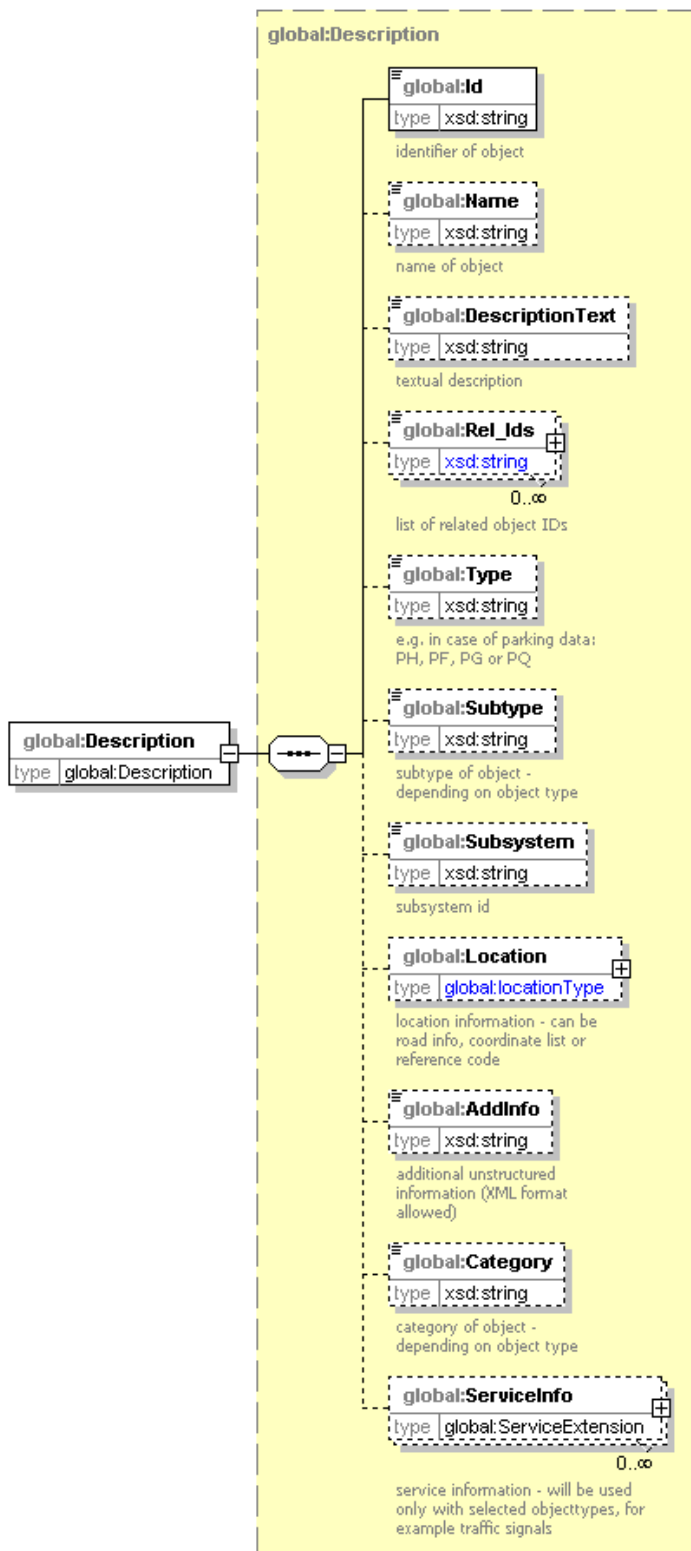 global:Description
global:Id
type xsd:string
identifier of object
global:Name
type xsd:string
name of object
global:DescriptionText
type xsd:string
textual description
global:Rel_Ids
type xsd:string
0..∞
list of related object IDs
global:Type
type xsd:string
e.g. in case of parking data:
PH, PF, PG or PQ
global:Subtype
type xsd:string
subtype of object -
depending on object type
global:Description
type global:Description
global:Subsystem
type xsd:string
subsystem id
global:Location
type global:locationType
location information - can be
road info, coordinate list or
reference code
global:AddInfo
type xsd:string
additional unstructured
information (XML format
allowed)
global:Category
type xsd:string
category of object -
depending on object type
global:ServiceInfo
type global:ServiceExtension
0..∞
service information - will be used
only with selected objecttypes, for
example traffic signals